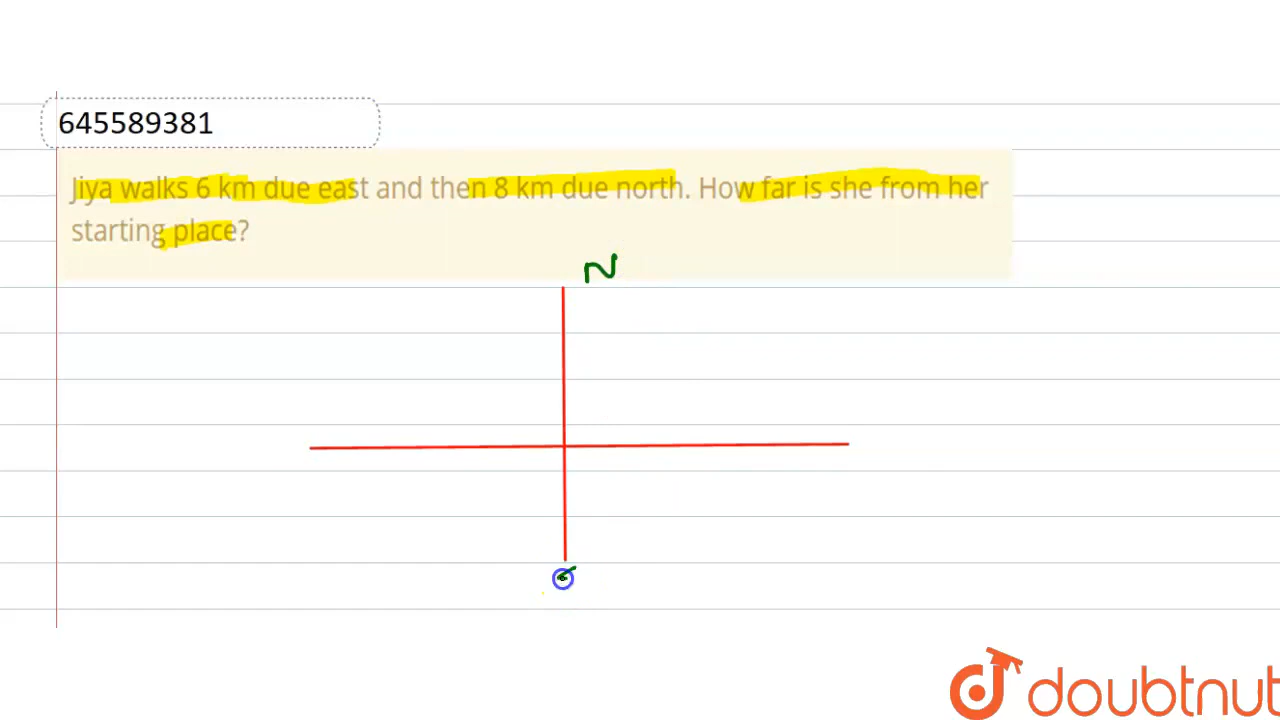 645589381
Jiya walks 6 km due east and then 8 km due north. How far is she from her
starting place?
N
doubtnut